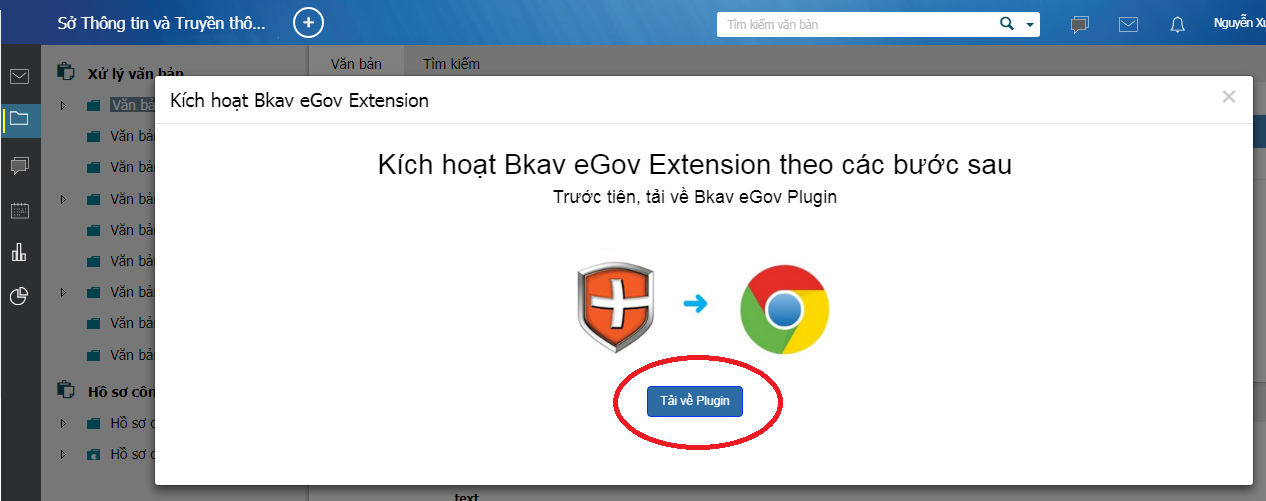 Sở Thông tin và Truyền thô...
Tìm kiếm văn bản
Nguyễn Xu
Xử lý văn bản
Văn bản
Tìm kiếm
Kích hoạt Bkav eGov Extension
Kích hoạt Bkav eGov Extension theo các bước sau
Trước tiên, tải về Bkav eGov Plugin
Tải về Plugin
Văn bả
Văn bả
Văn bả
Văn bả
Văn bả
Văn bả
Văn bả
Văn bả
Văn bả
Hồ sơ côn
Hồ sơ c
Hồ sơ c
text